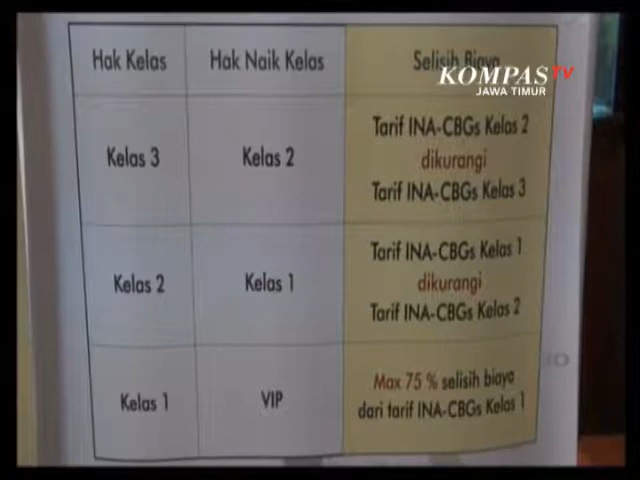 KOMPAS TV
JAWA TIMUR
Hak Kelas
Hak Naik Kelas
Selisih Biaya
Kelas 3
Kelas 2
Tarif INA-CBGs Kelas 2
dikurangi
Tarif INA-CBGs Kelas 3
Kelas 2
Kelas 1
Tarif INA-CBGs Kelas 1
dikurangi
Tarif INA-CBGs Kelas 2
Kelas 1
VIP
Max 75 % selisih biaya
dari tarif INA-CBGs Kelas 1